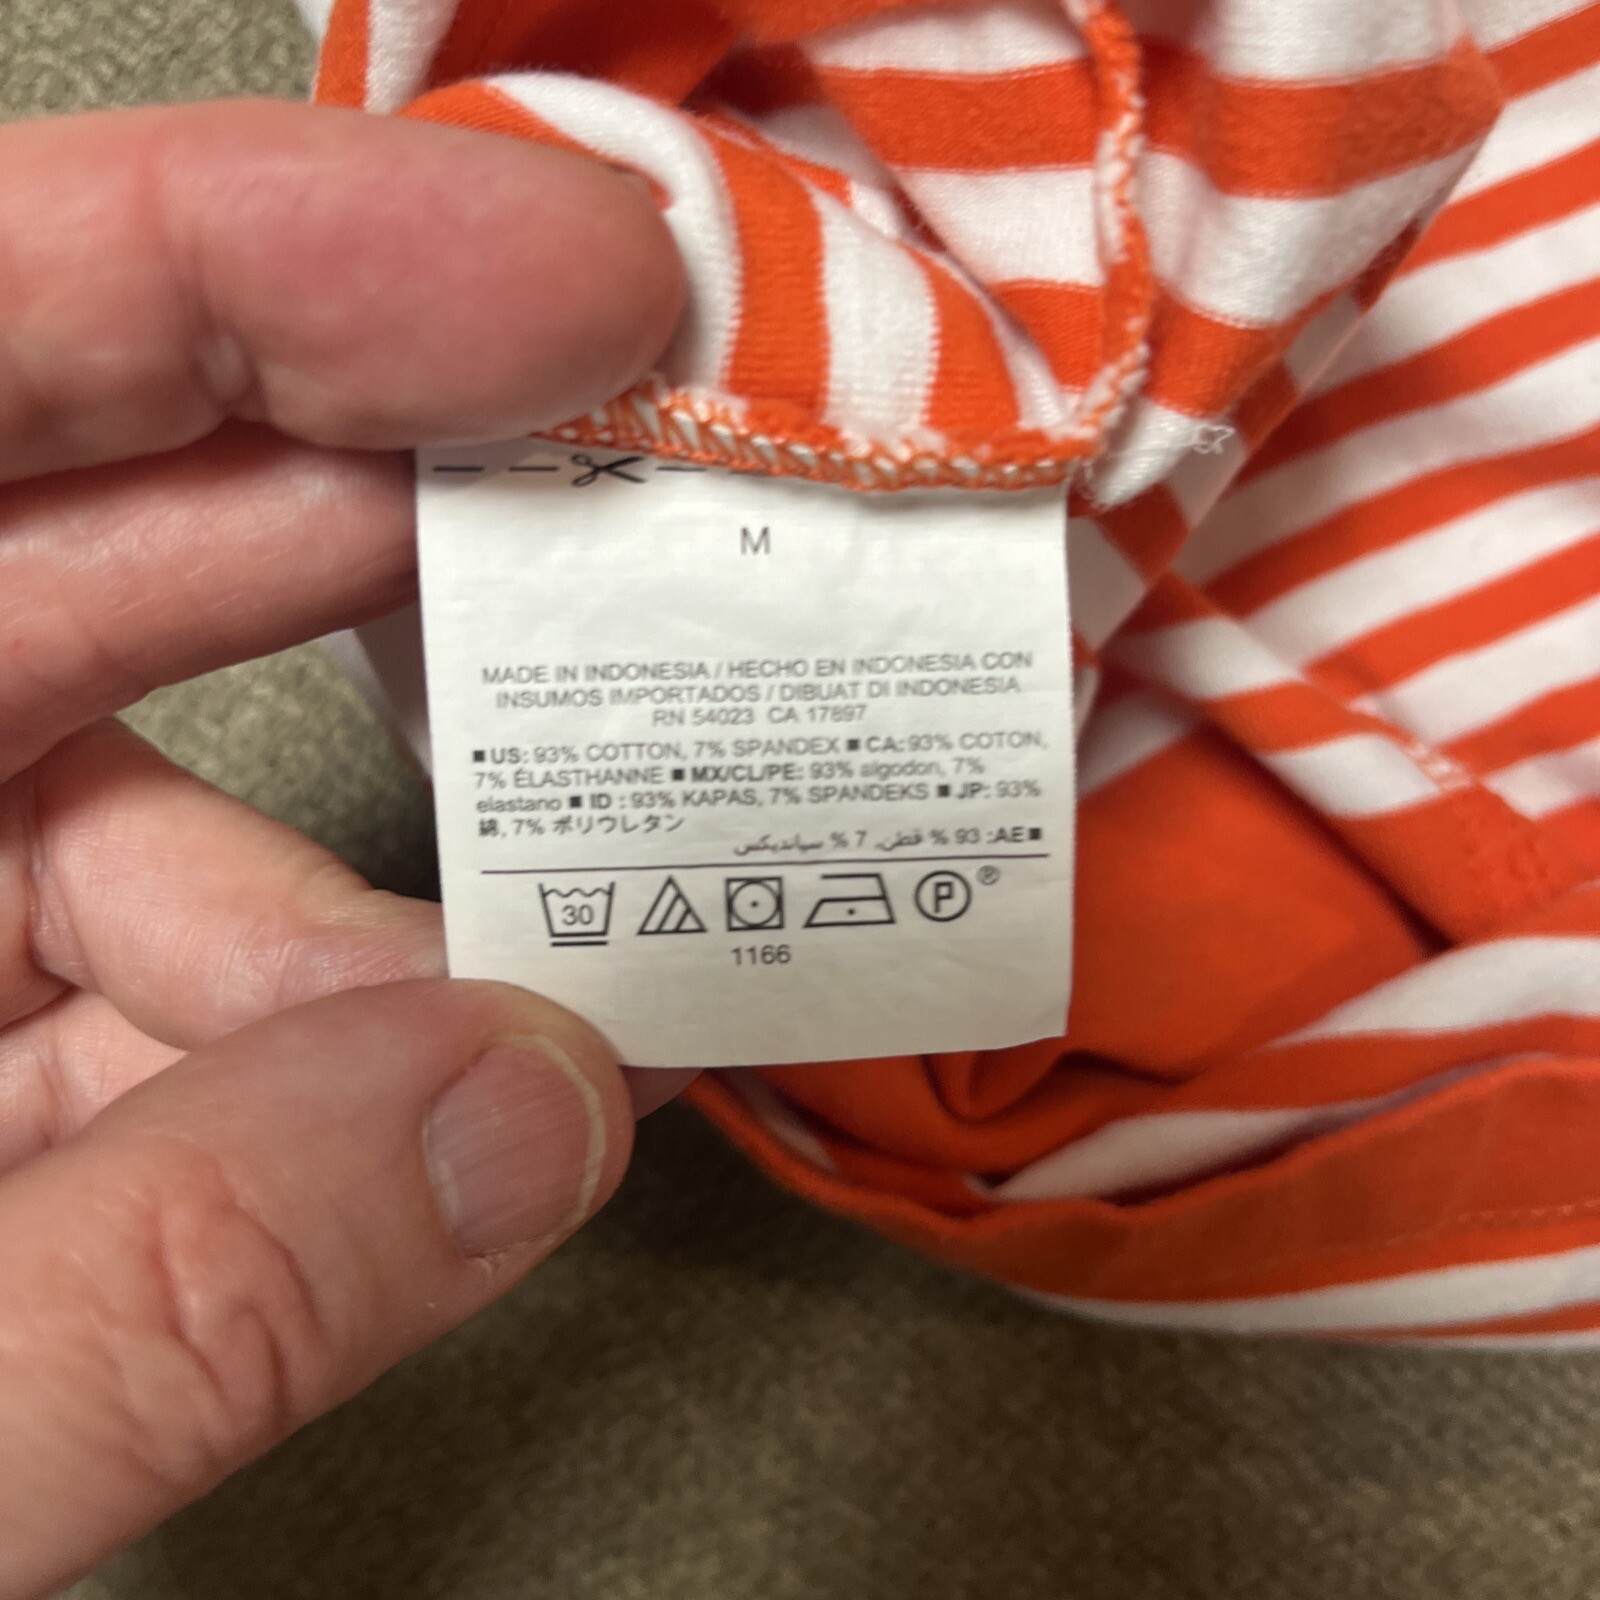 M
MADE IN INDONESIA / HECHO EN INDONESIA CON
INSUMOS IMPORTADOS / DIBUAT DI INDONESIA
RN 54023 CA 17897
■ US: 93% COTTON, 7% SPANDEX ■ CA: 93% COTON,
7% ÉLASTHANNE ■ MX/CL/PE: 93% algodon, 7%
elastano ■ ID : 93% KAPAS, 7% SPANDEKS ■ JP: 93%
綿, 7% ポリウレタン
■ AE: 93 % قطن, 7 % سباندیکس
30 P ®
1166